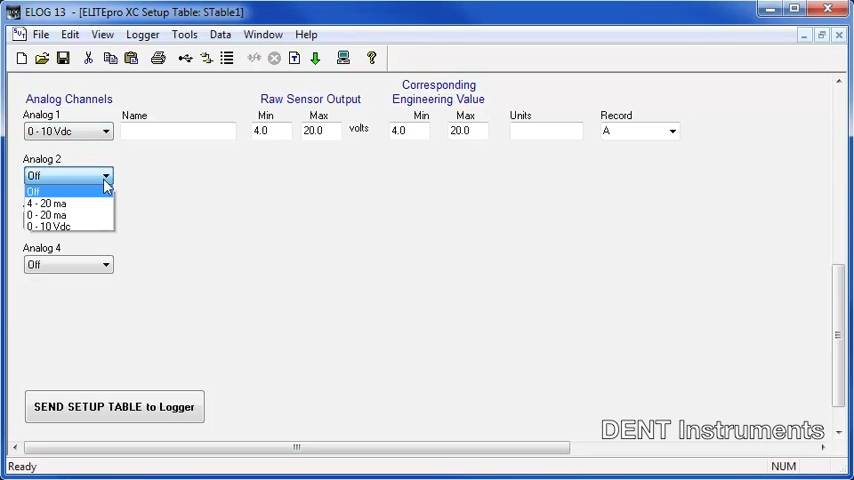 ELOG 13 - [ELITEpro XC Setup Table: STable1]
File Edit View Logger Tools Data Window Help
Corresponding
Analog Channels Raw Sensor Output Engineering Value
Analog 1 Name Min Max Min Max Units Record
0 - 10 Vdc 4.0 20.0 volts 4.0 20.0 A
Analog 2
Off
Off
4 - 20 ma
0 - 20 ma
0 - 10 Vdc
Analog 4
Off
SEND SETUP TABLE to Logger
DENT Instruments
Ready NUM